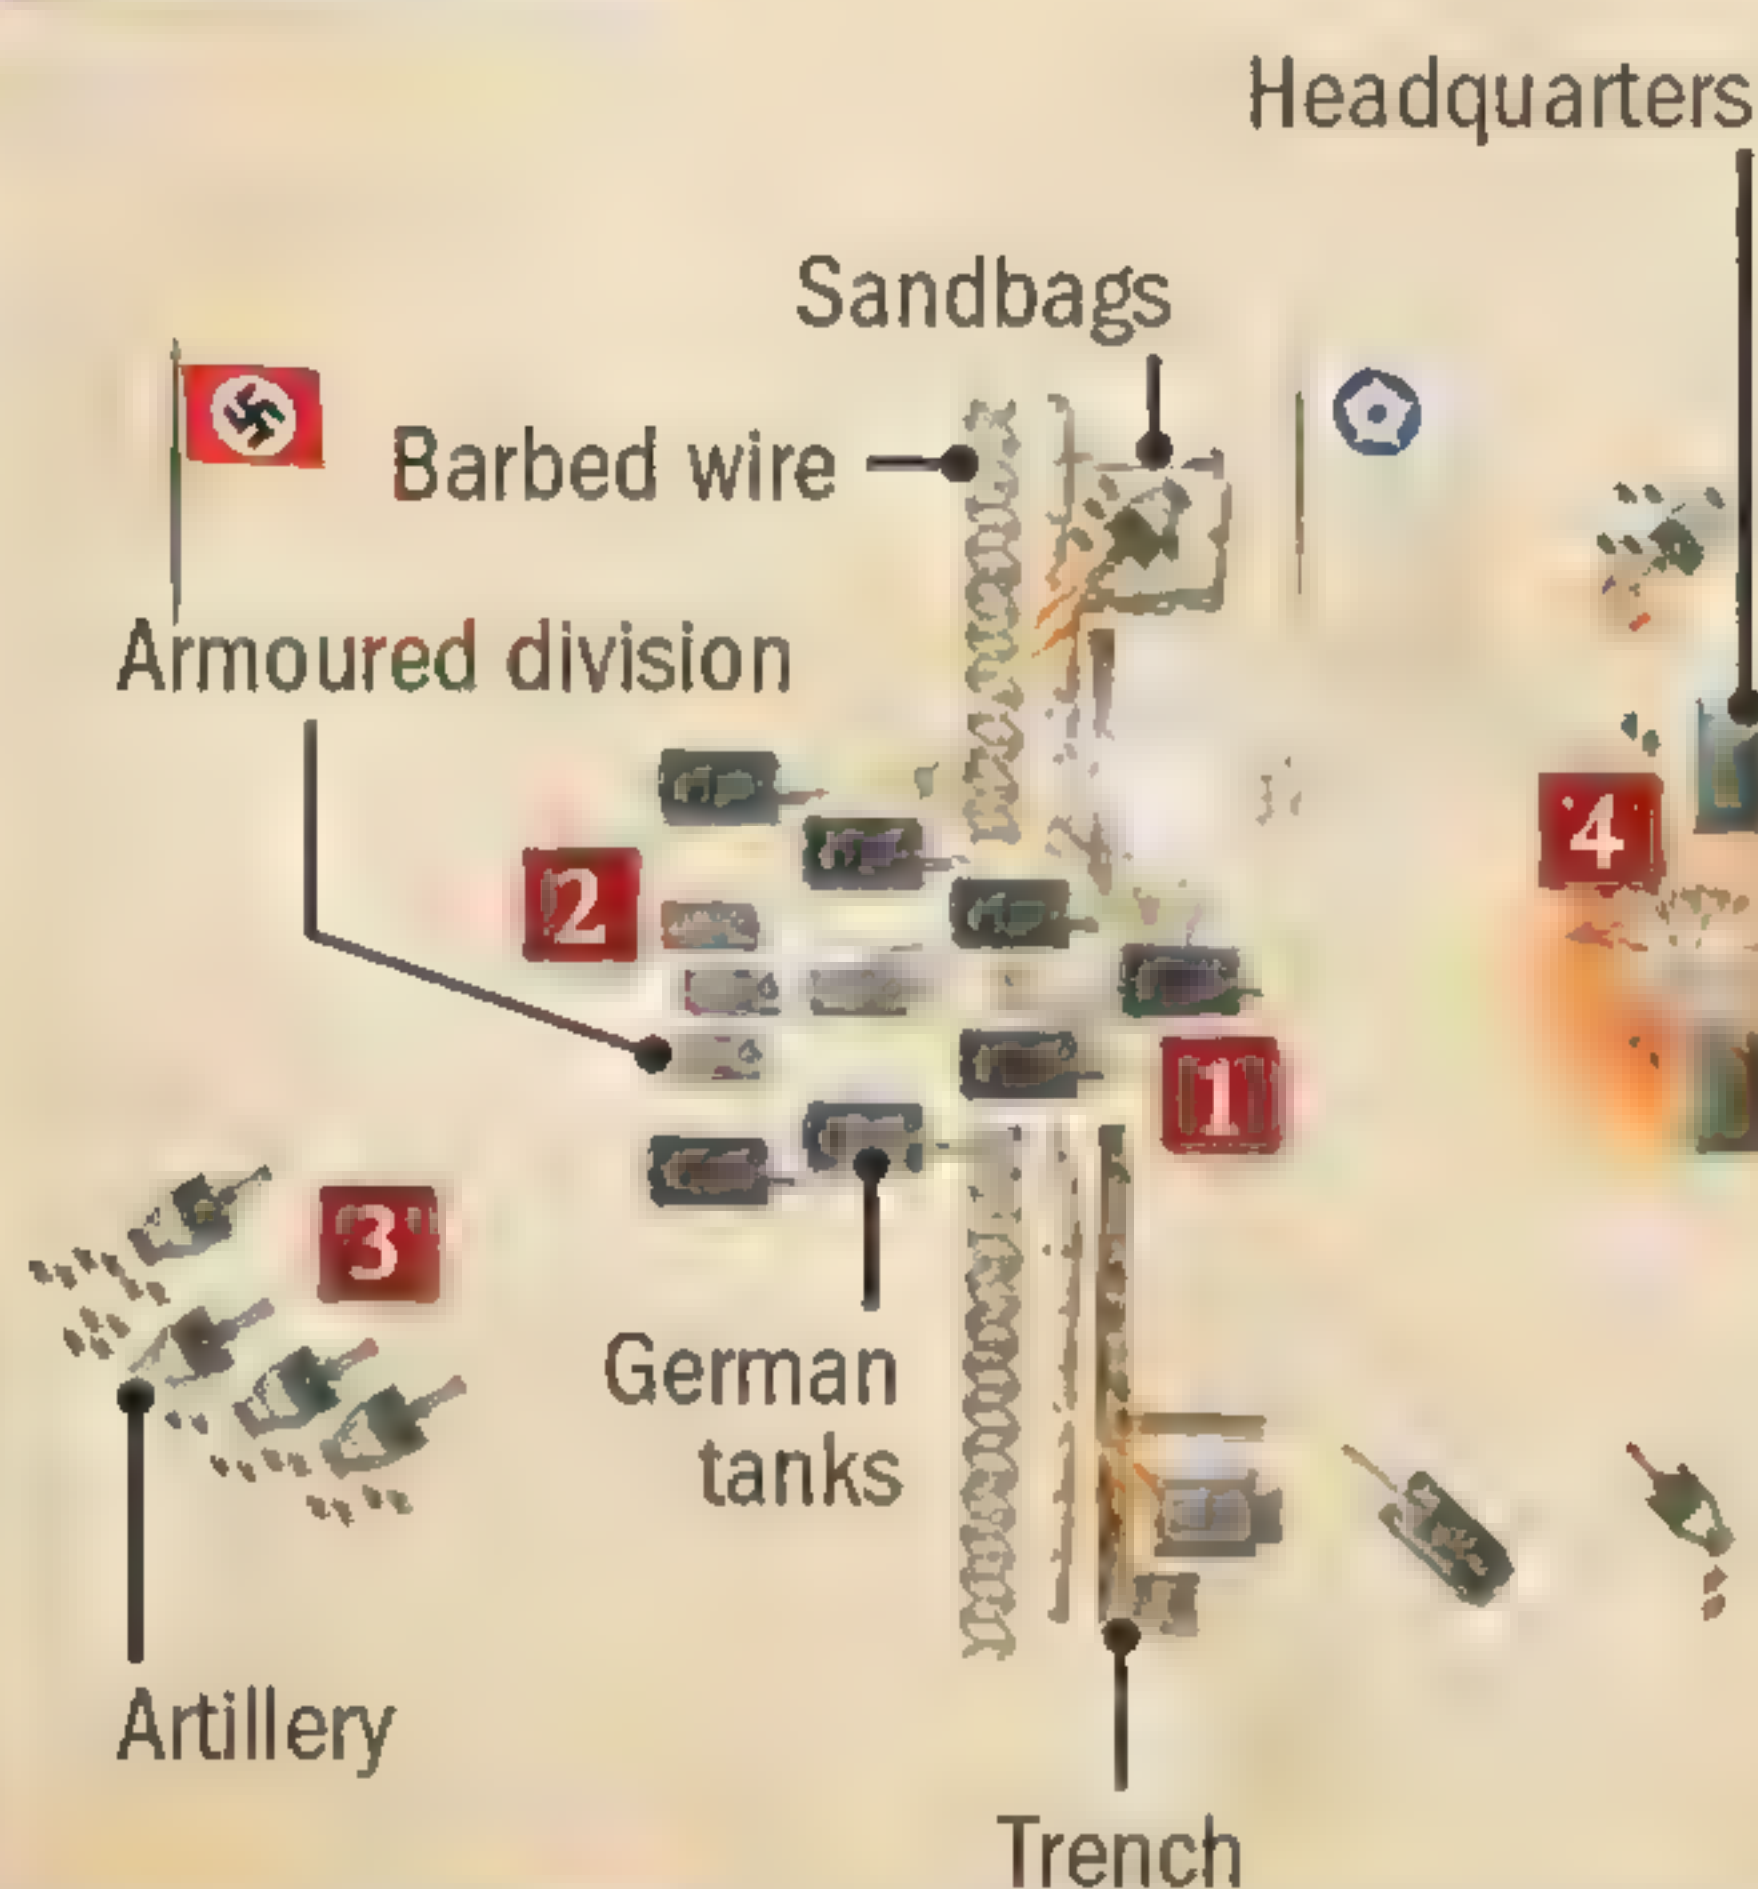 Headquarters
Sandbags
Barbed wire
Armoured division
4
2
1
3
German
tanks
Artillery
Trench